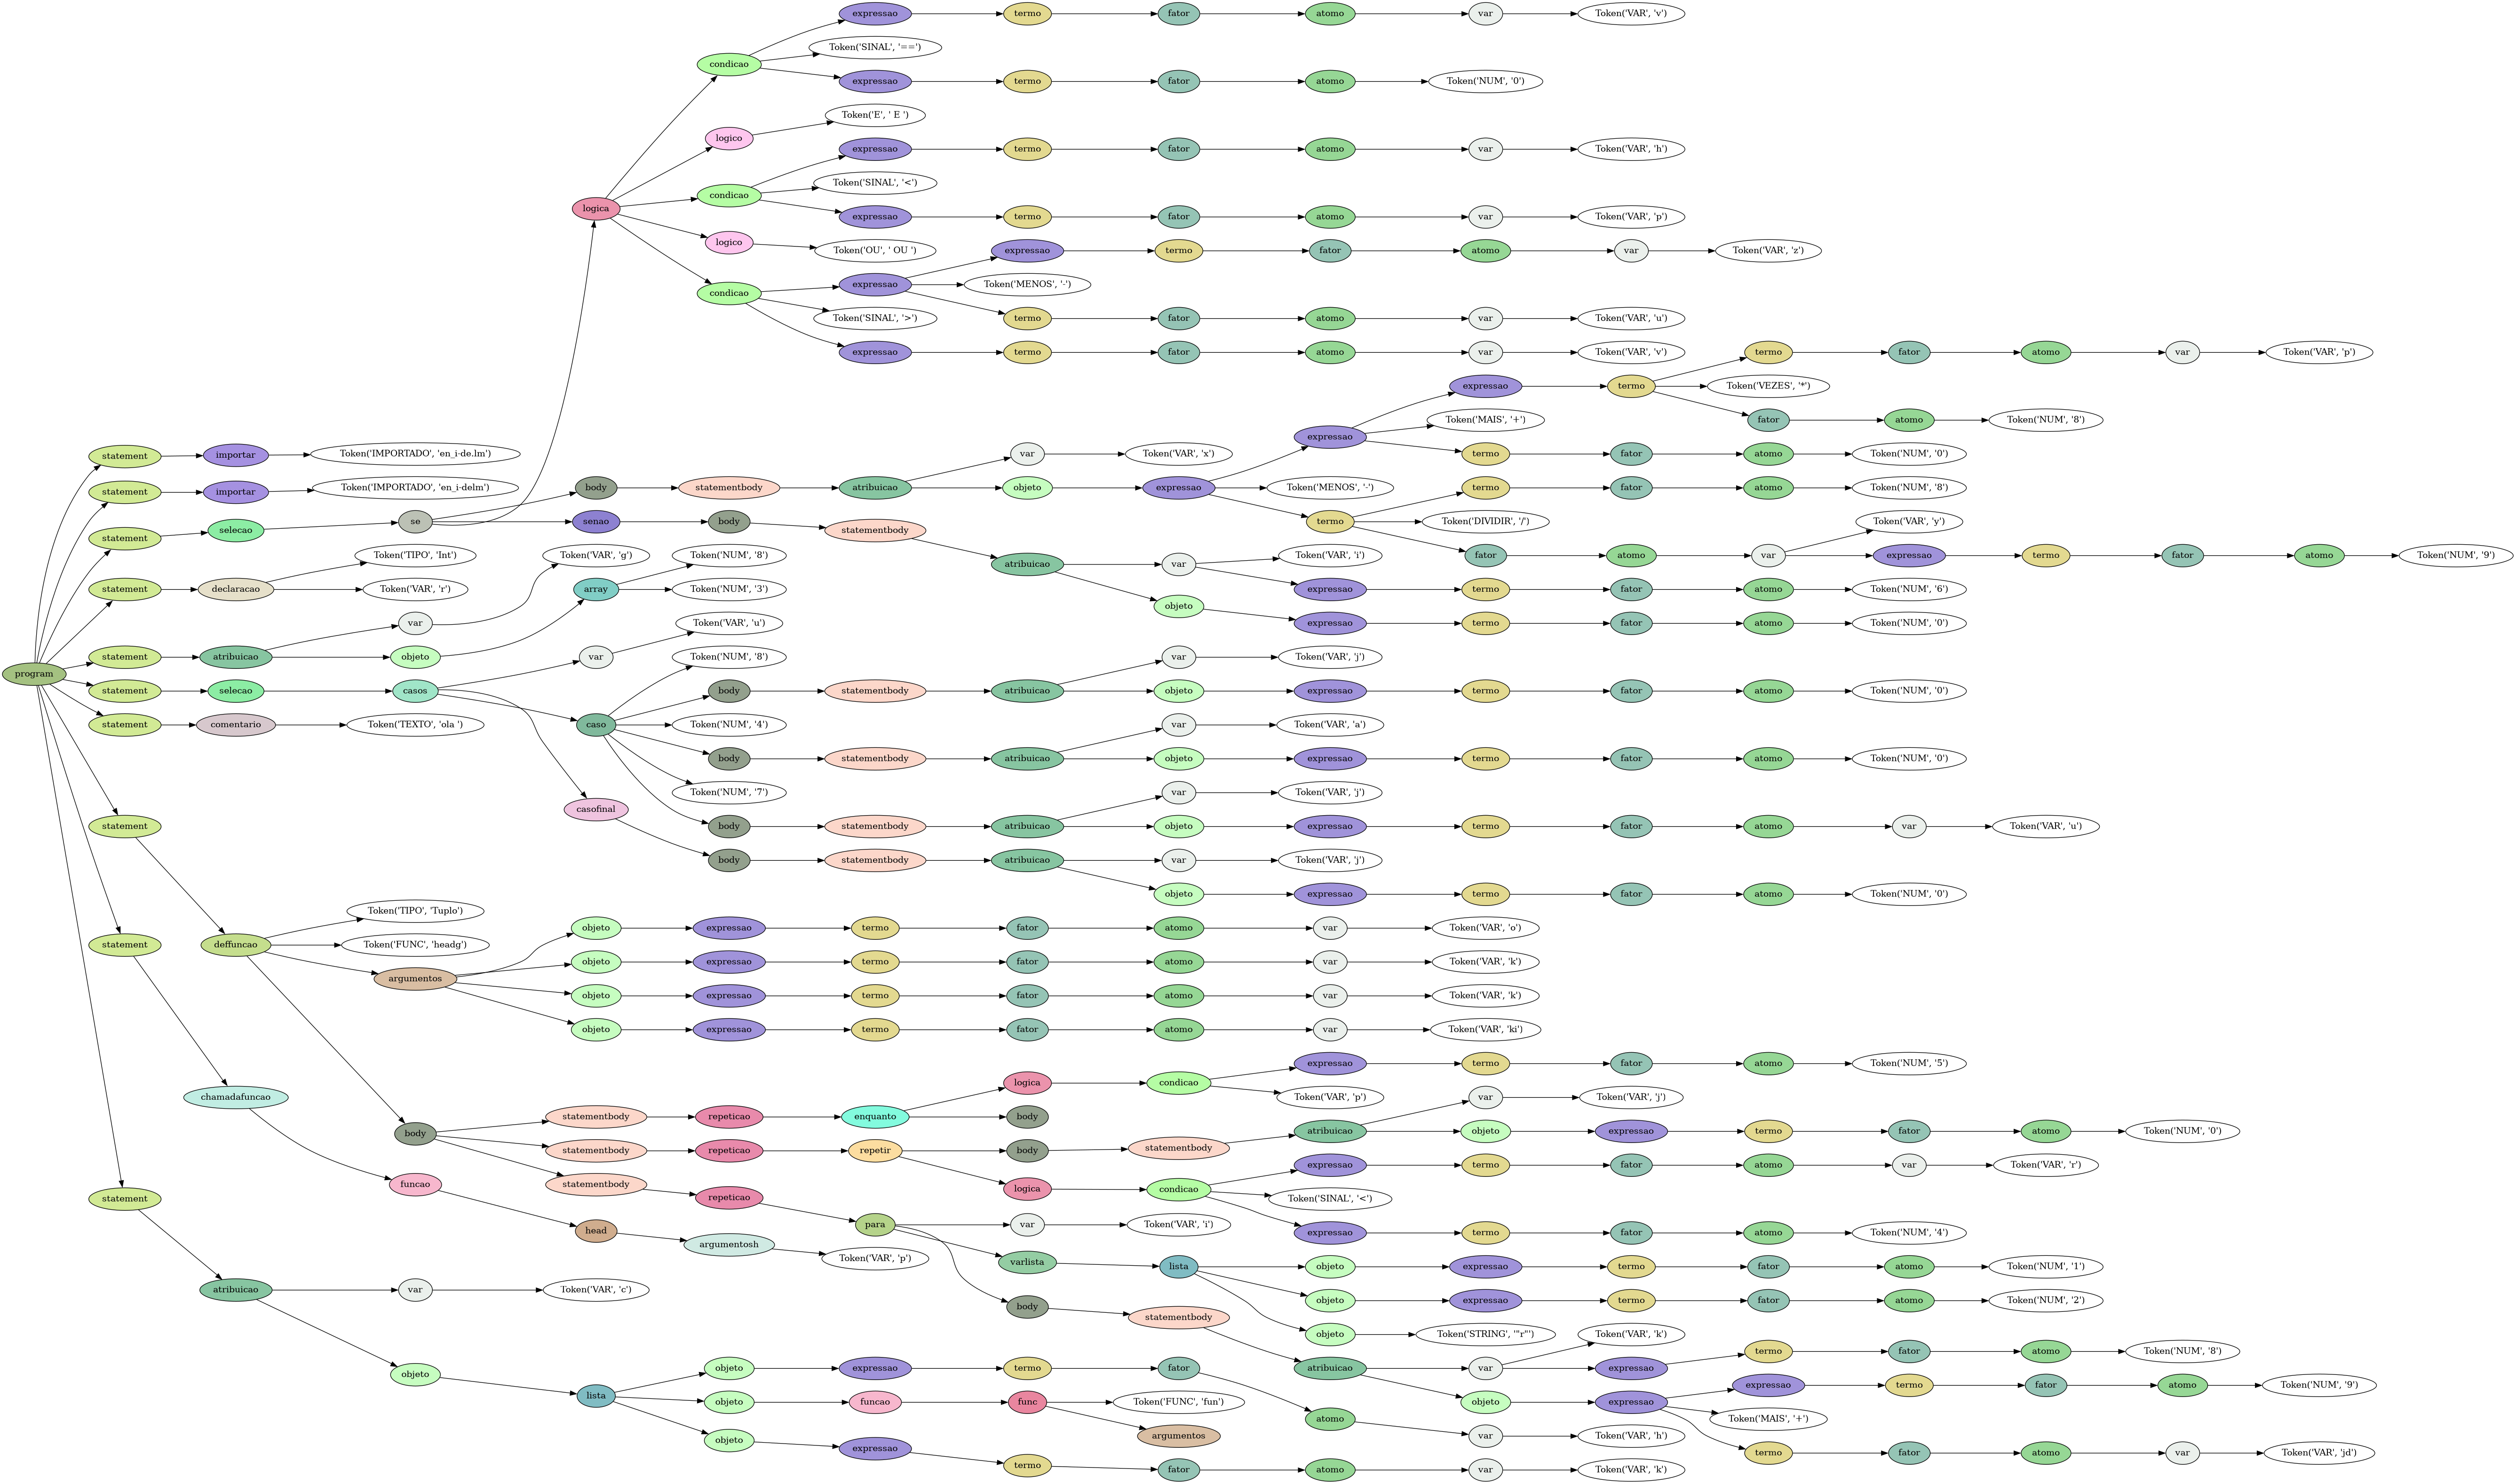 expressao termo fator atomo var Token('VAR', 'v')
Token('SINAL', '==')
condicao
expressao termo fator atomo Token('NUM', '0')
Token('E', ' E ')
logico
expressao termo fator atomo var Token('VAR', 'h')
Token('SINAL', '<')
condicao
logica
expressao termo fator atomo var Token('VAR', 'p')
logico
Token('OU', ' OU ') expressao termo fator atomo var Token('VAR', 'z')
expressao Token('MENOS', '-')
condicao
Token('SINAL', '>') termo fator atomo var Token('VAR', 'u')
expressao termo fator atomo var Token('VAR', 'v') termo fator atomo var Token('VAR', 'p')
expressao termo Token('VEZES', '*')
Token('MAIS', '+') fator atomo Token('NUM', '8')
expressao
statement importar Token('IMPORTADO', 'en_i-de.lm') var Token('VAR', 'x') termo fator atomo Token('NUM', '0')
statement importar Token('IMPORTADO', 'en_i-delm') body statementbody atribuicao objeto expressao Token('MENOS', '-') termo fator atomo Token('NUM', '8')
se senao body termo Token('DIVIDIR', '/') Token('VAR', 'y')
statement selecao statementbody
Token('TIPO', 'Int') Token('VAR', 'g') Token('NUM', '8') Token('VAR', 'i') fator atomo var expressao termo fator atomo Token('NUM', '9')
atribuicao var
statement declaracao Token('VAR', 'r') array Token('NUM', '3') expressao termo fator atomo Token('NUM', '6')
objeto
var Token('VAR', 'u') expressao termo fator atomo Token('NUM', '0')
statement atribuicao objeto var Token('NUM', '8') var Token('VAR', 'j')
program
statement selecao casos body statementbody atribuicao objeto expressao termo fator atomo Token('NUM', '0')
statement comentario Token('TEXTO', 'ola ') caso Token('NUM', '4') var Token('VAR', 'a')
body statementbody atribuicao objeto expressao termo fator atomo Token('NUM', '0')
Token('NUM', '7') var Token('VAR', 'j')
casofinal
statement body statementbody atribuicao objeto expressao termo fator atomo var Token('VAR', 'u')
body statementbody atribuicao var Token('VAR', 'j')
objeto expressao termo fator atomo Token('NUM', '0')
Token('TIPO', 'Tuplo')
objeto expressao termo fator atomo var Token('VAR', 'o')
statement deffuncao Token('FUNC', 'headg')
objeto expressao termo fator atomo var Token('VAR', 'k')
argumentos
objeto expressao termo fator atomo var Token('VAR', 'k')
objeto expressao termo fator atomo var Token('VAR', 'ki')
expressao termo fator atomo Token('NUM', '5')
logica condicao
chamadafuncao Token('VAR', 'p') var Token('VAR', 'j')
statementbody repeticao enquanto body
body atribuicao objeto expressao termo fator atomo Token('NUM', '0')
statementbody repeticao repetir body statementbody
expressao termo fator atomo var Token('VAR', 'r')
funcao statementbody logica condicao
statement repeticao Token('SINAL', '<')
para var Token('VAR', 'i')
head expressao termo fator atomo Token('NUM', '4')
argumentosh
Token('VAR', 'p') varlista lista objeto expressao termo fator atomo Token('NUM', '1')
atribuicao var Token('VAR', 'c')
body objeto expressao termo fator atomo Token('NUM', '2')
statementbody
objeto Token('STRING', '"r"') Token('VAR', 'k')
termo fator atomo Token('NUM', '8')
objeto objeto expressao termo fator atribuicao var expressao
expressao termo fator atomo Token('NUM', '9')
lista objeto funcao func Token('FUNC', 'fun') objeto expressao
atomo Token('MAIS', '+')
objeto argumentos var Token('VAR', 'h')
expressao termo fator atomo var Token('VAR', 'jd')
termo fator atomo var Token('VAR', 'k')